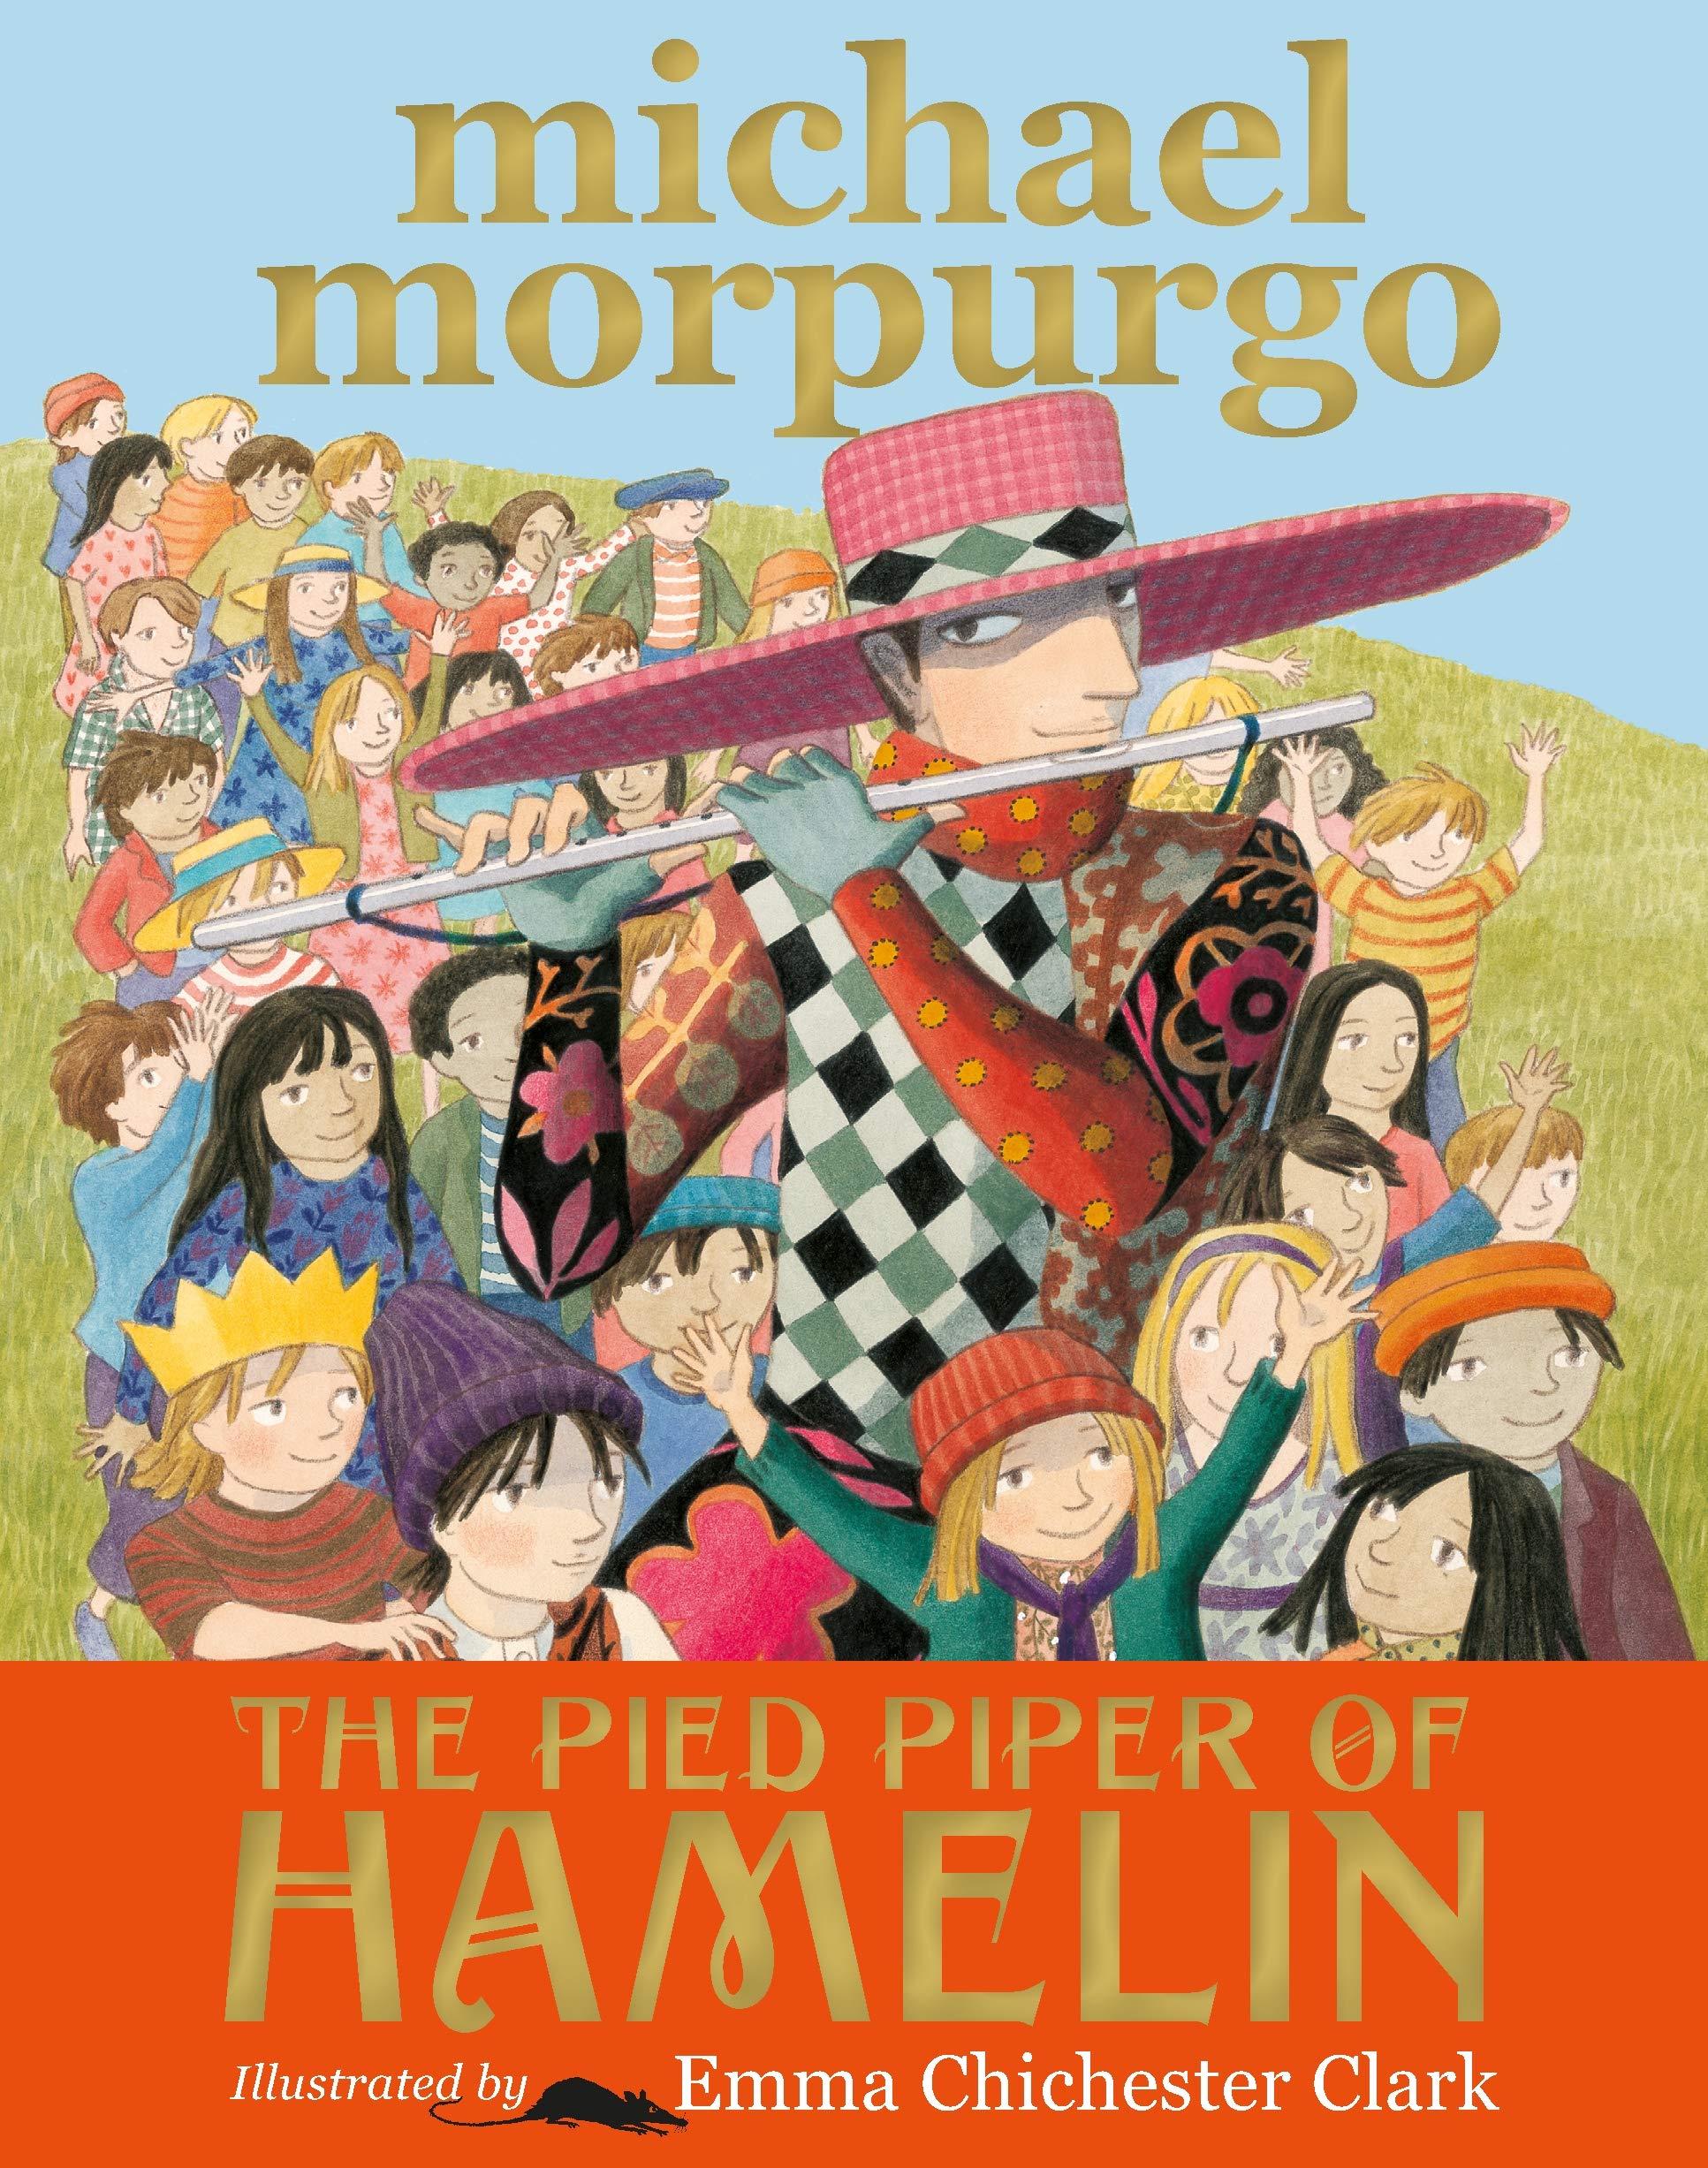 michael
morpurgo
THE PIED PIPER OF
HAMELIN
Illustrated by Emma Chichester Clark